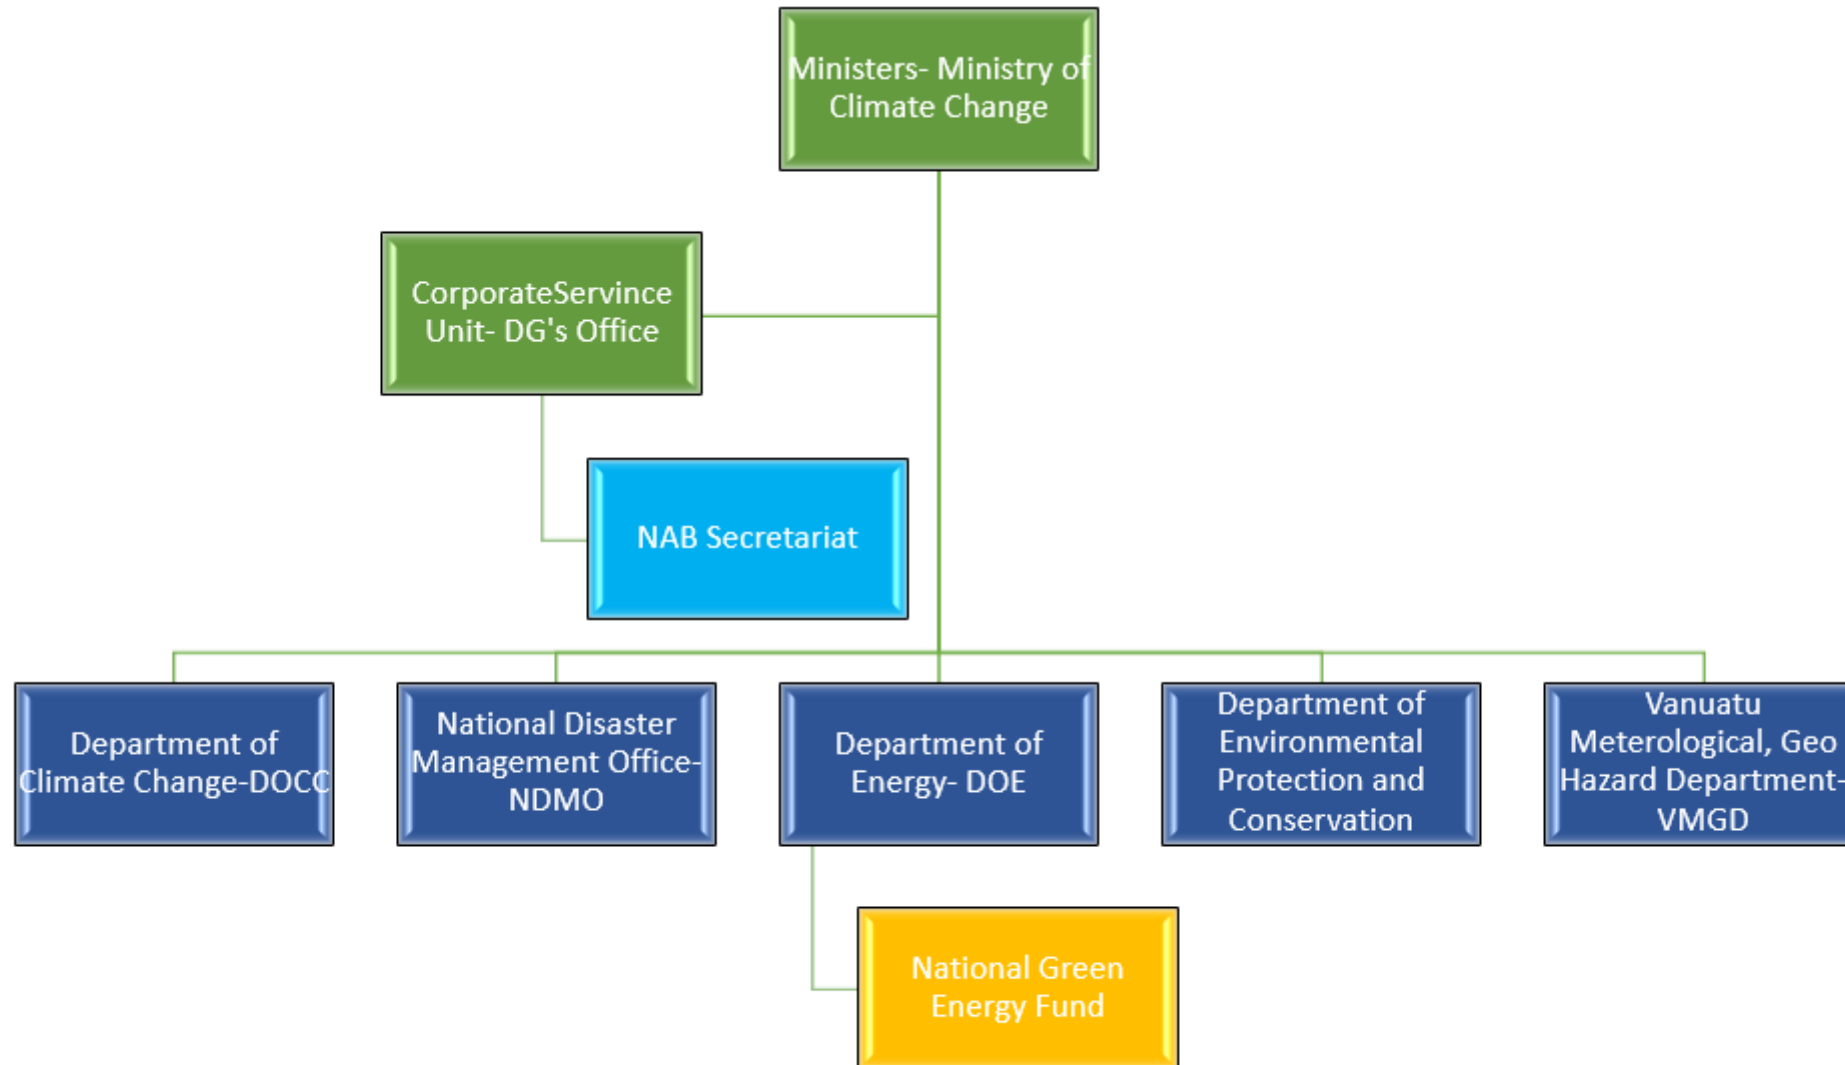 Ministers- Ministry of
Climate Change
CorporateServince
Unit- DG's Office
NAB Secretariat
Department of
Climate Change-DOCC
National Disaster
Management Office-
NDMO
Department of
Energy- DOE
Department of
Environmental
Protection and
Conservation
Vanuatu
Meterological, Geo
Hazard Department-
VMGD
National Green
Energy Fund